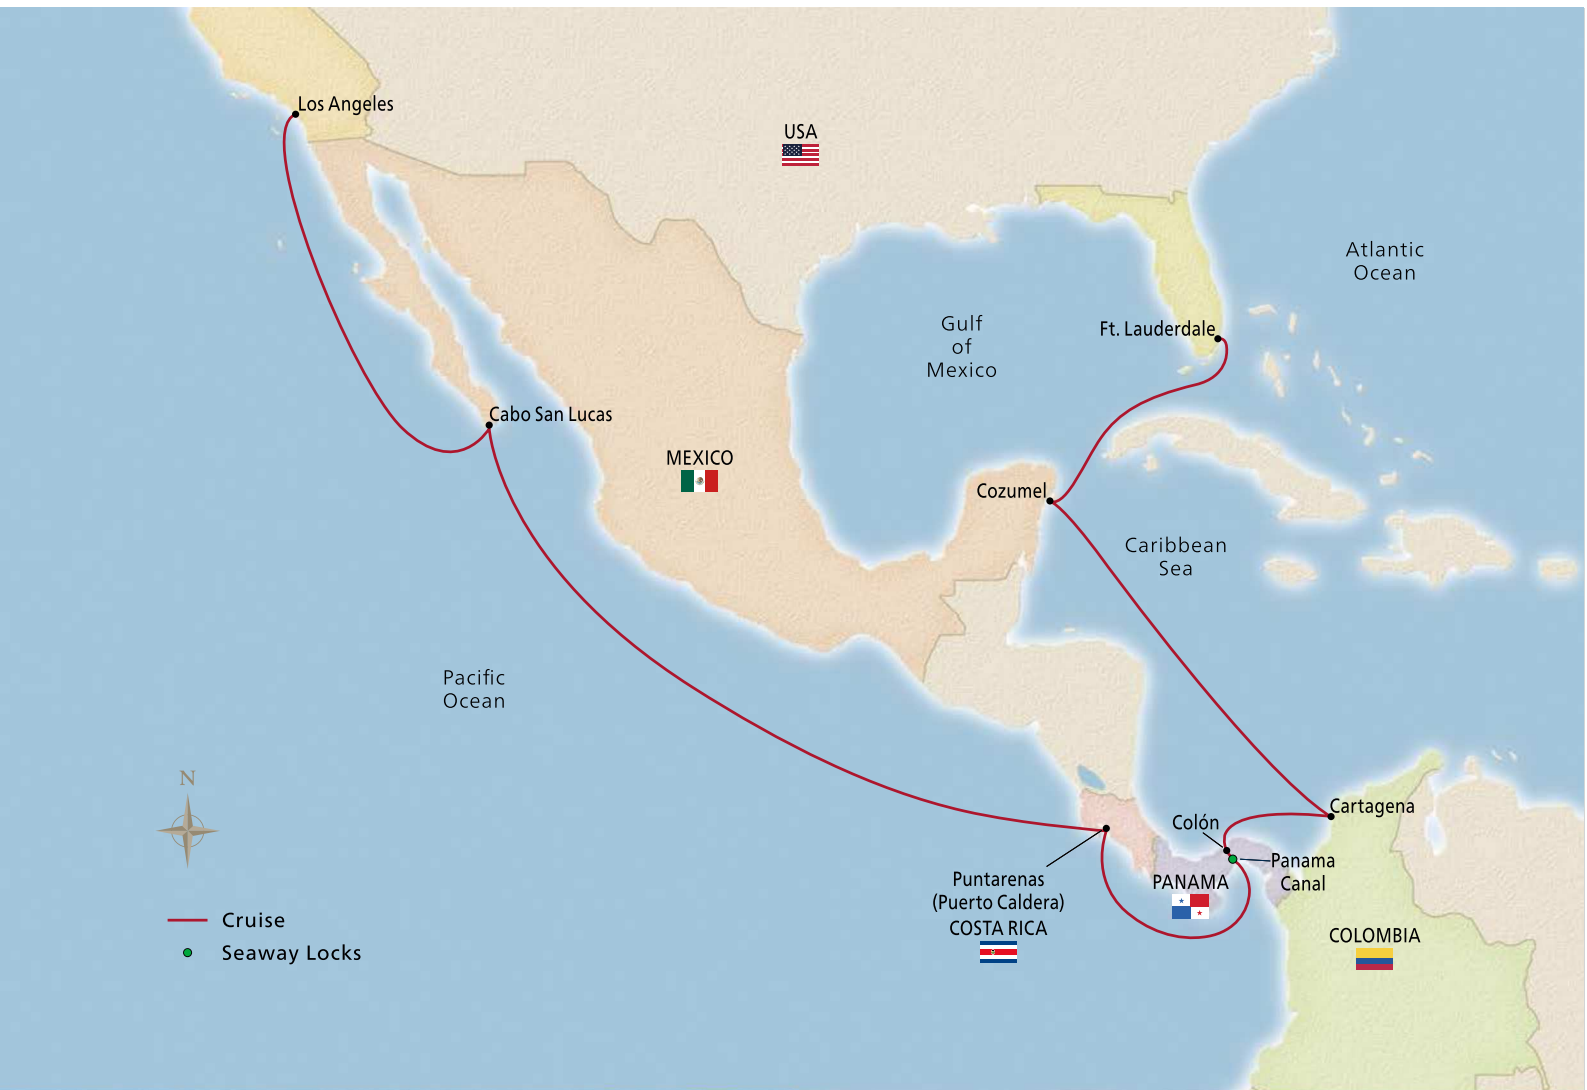 Los Angeles
USA
Atlantic
Ocean
Gulf
of
Mexico
Ft. Lauderdale
Cabo San Lucas
MEXICO
Cozumel
Caribbean
Sea
Pacific
Ocean
N
Cartagena
Colón
Panama
Canal
PANAMA
Puntarenas
(Puerto Caldera)
COSTA RICA
COLOMBIA
Cruise
Seaway Locks